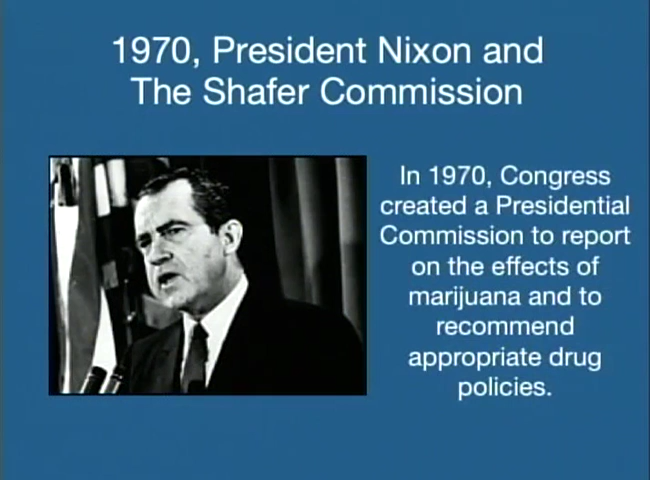 1970, President Nixon and
The Shafer Commission
In 1970, Congress
created a Presidential
Commission to report
on the effects of
marijuana and to
recommend
appropriate drug
policies.